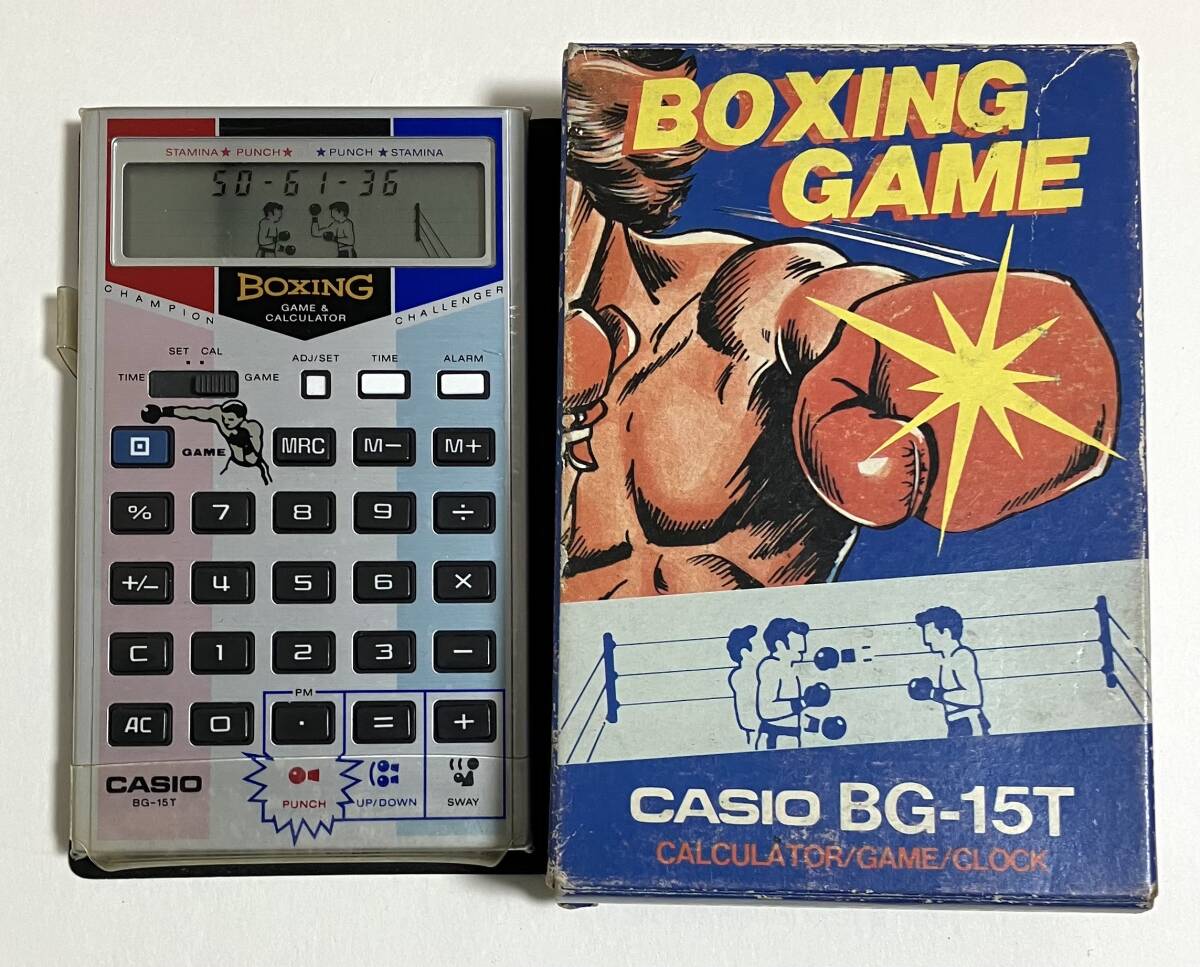 STAMINA★ PUNCH★ ★PUNCH ★STAMINA
50-61-36
BOXING
GAME &
CALCULATOR
CHAMPION
CHALLENGER
SET CAL
TIME
GAME
ADJ/SET
TIME
ALARM
GAME
MRC M− M+
% 7 8 9 ÷
+/− 4 5 6 ×
C 1 2 3 −
PM
AC 0 · = +
CASIO
BG-15T
PUNCH
UP/DOWN
SWAY
BOXING
GAME
CASIO BG-15T
CALCULATOR/GAME/CLOCK